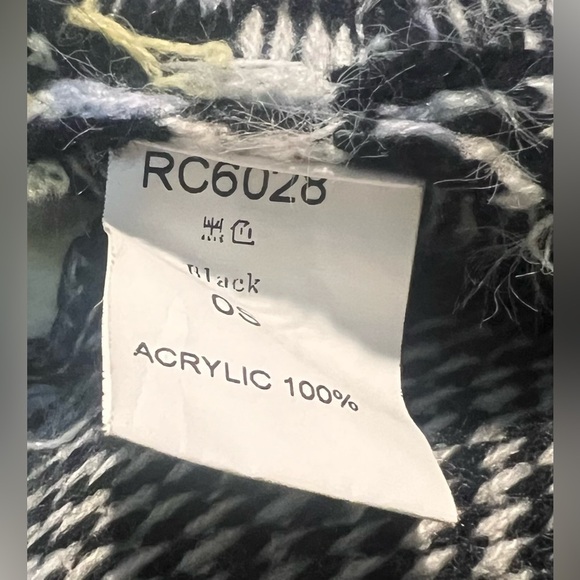 RC6028
黑色
Black
OS
ACRYLIC 100%